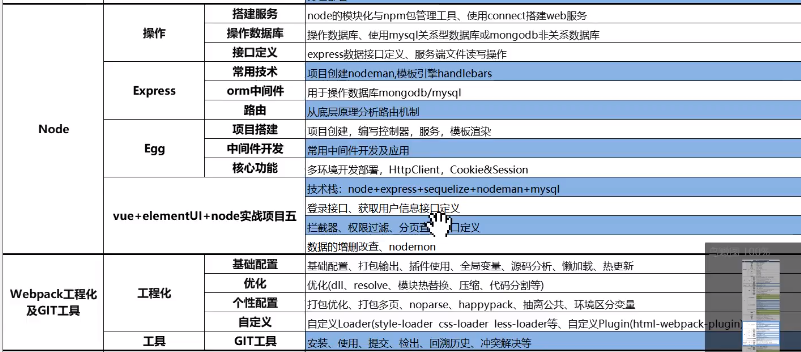 搭建服务 node的模块化与npm包管理工具、使用connect搭建web服务
操作 操作数据库 操作数据库、使用mysql关系型数据库或mongodb非关系数据库
接口定义 express数据接口定义、服务端文件读写操作
常用技术 项目创建nodeman,模板引擎handlebars
Express orm中间件 用于操作数据库mongodb/mysql
路由 从底层原理分析路由机制
Node 项目搭建 项目创建，编写控制器，服务，模板渲染
Egg 中间件开发 常用中间件开发及应用
核心功能 多环境开发部署，HttpClient，Cookie&Session
技术栈：node+express+sequelize+nodeman+mysql
vue+elementUI+node实战项目五 登录接口、获取用户信息接口定义
拦截器、权限过滤、分页查 口定义
数据的增删改查、nodemon
基础配置 基础配置、打包输出、插件使用、全局变量、源码分析、懒加载、热更新
Webpack工程化及GIT工具 工程化 优化 优化(dll、resolve、模块热替换、压缩、代码分割等)
个性配置 打包优化、打包多页、noparse、happypack、抽离公共、环境区分变量
自定义 自定义Loader(style-loader css-loader less-loader等、自定义Plugin(html-webpack-plugin)
工具 GIT工具 安装、使用、提交、检出、回溯历史、冲突解决等